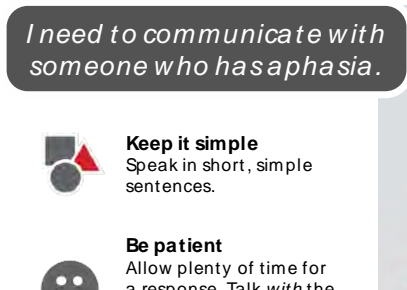 I need to communicate with
someone who has aphasia.
Keep it simple
Speak in short, simple
sentences.
Be patient
Allow plenty of time for
a response. Talk with the